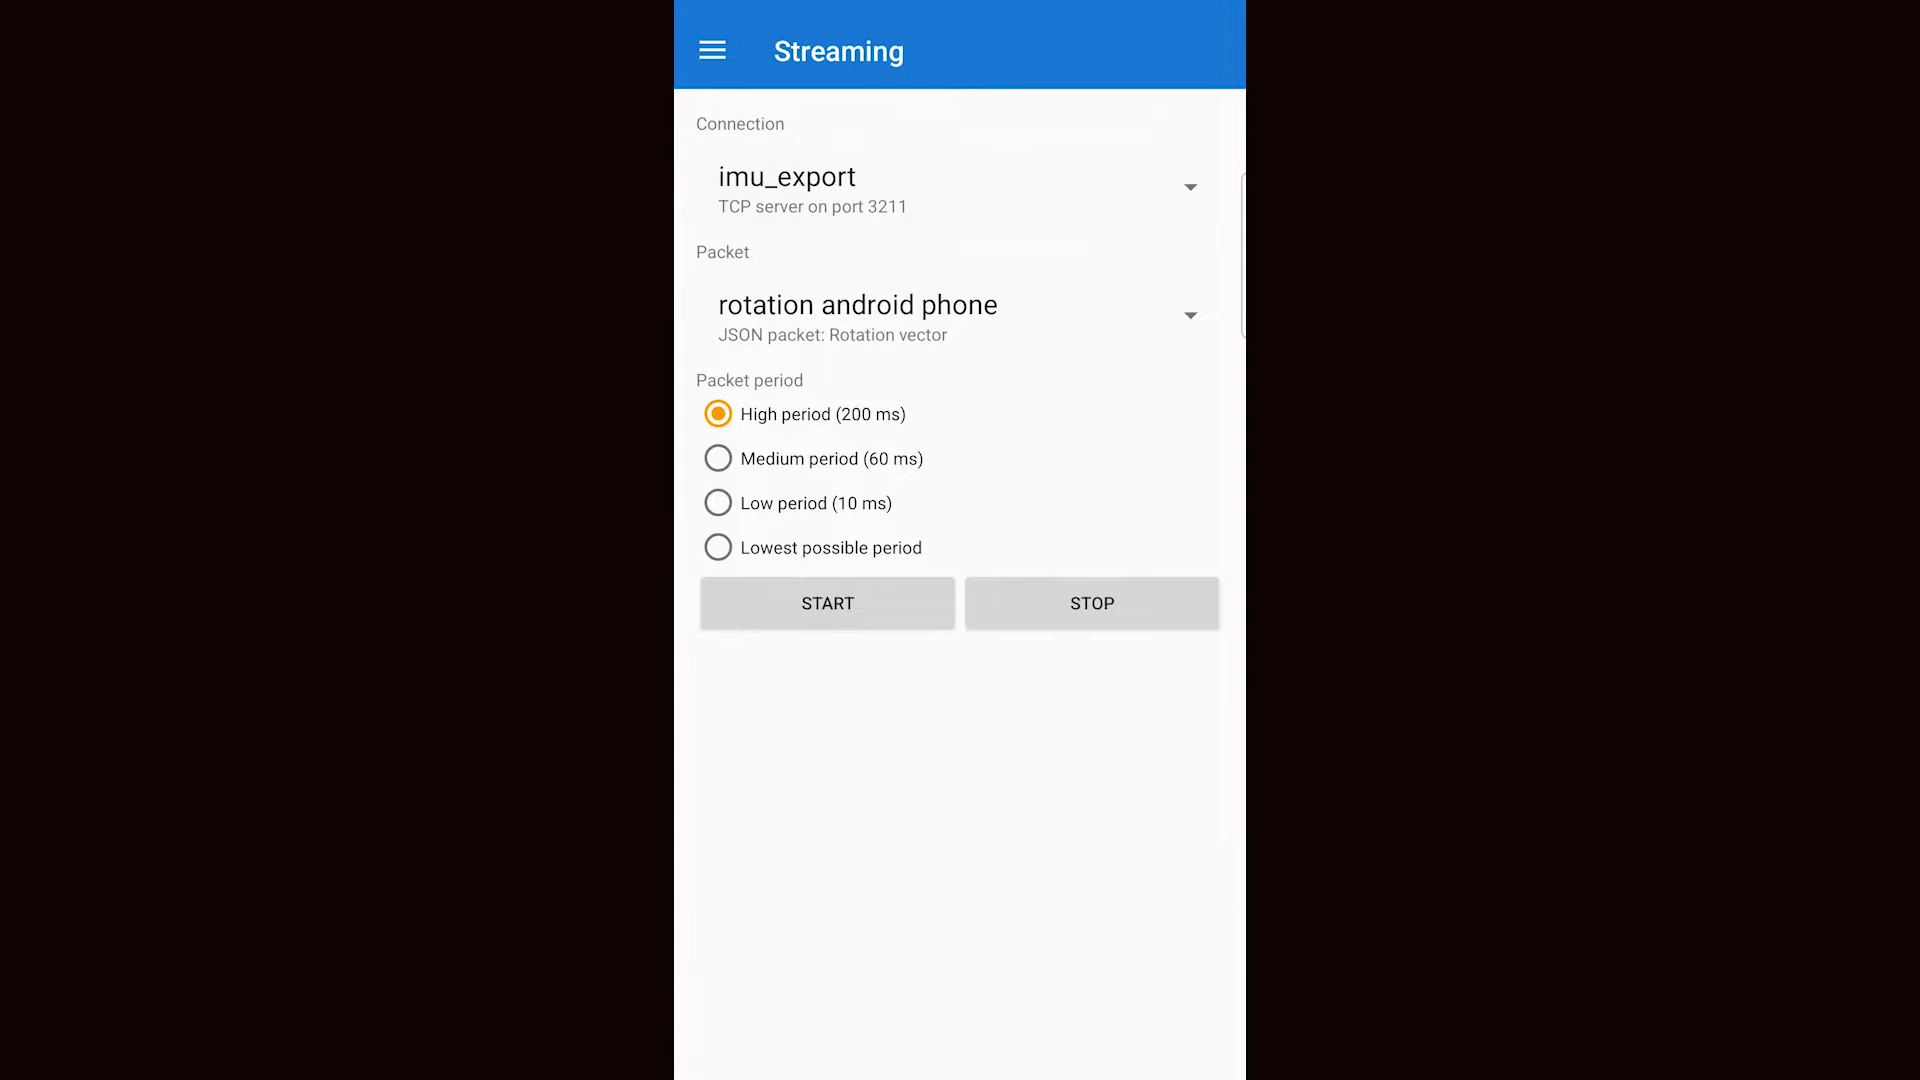 Streaming
Connection
imu_export
TCP server on port 3211
Packet
rotation android phone
JSON packet: Rotation vector
Packet period
High period (200 ms)
Medium period (60 ms)
Low period (10 ms)
Lowest possible period
START STOP